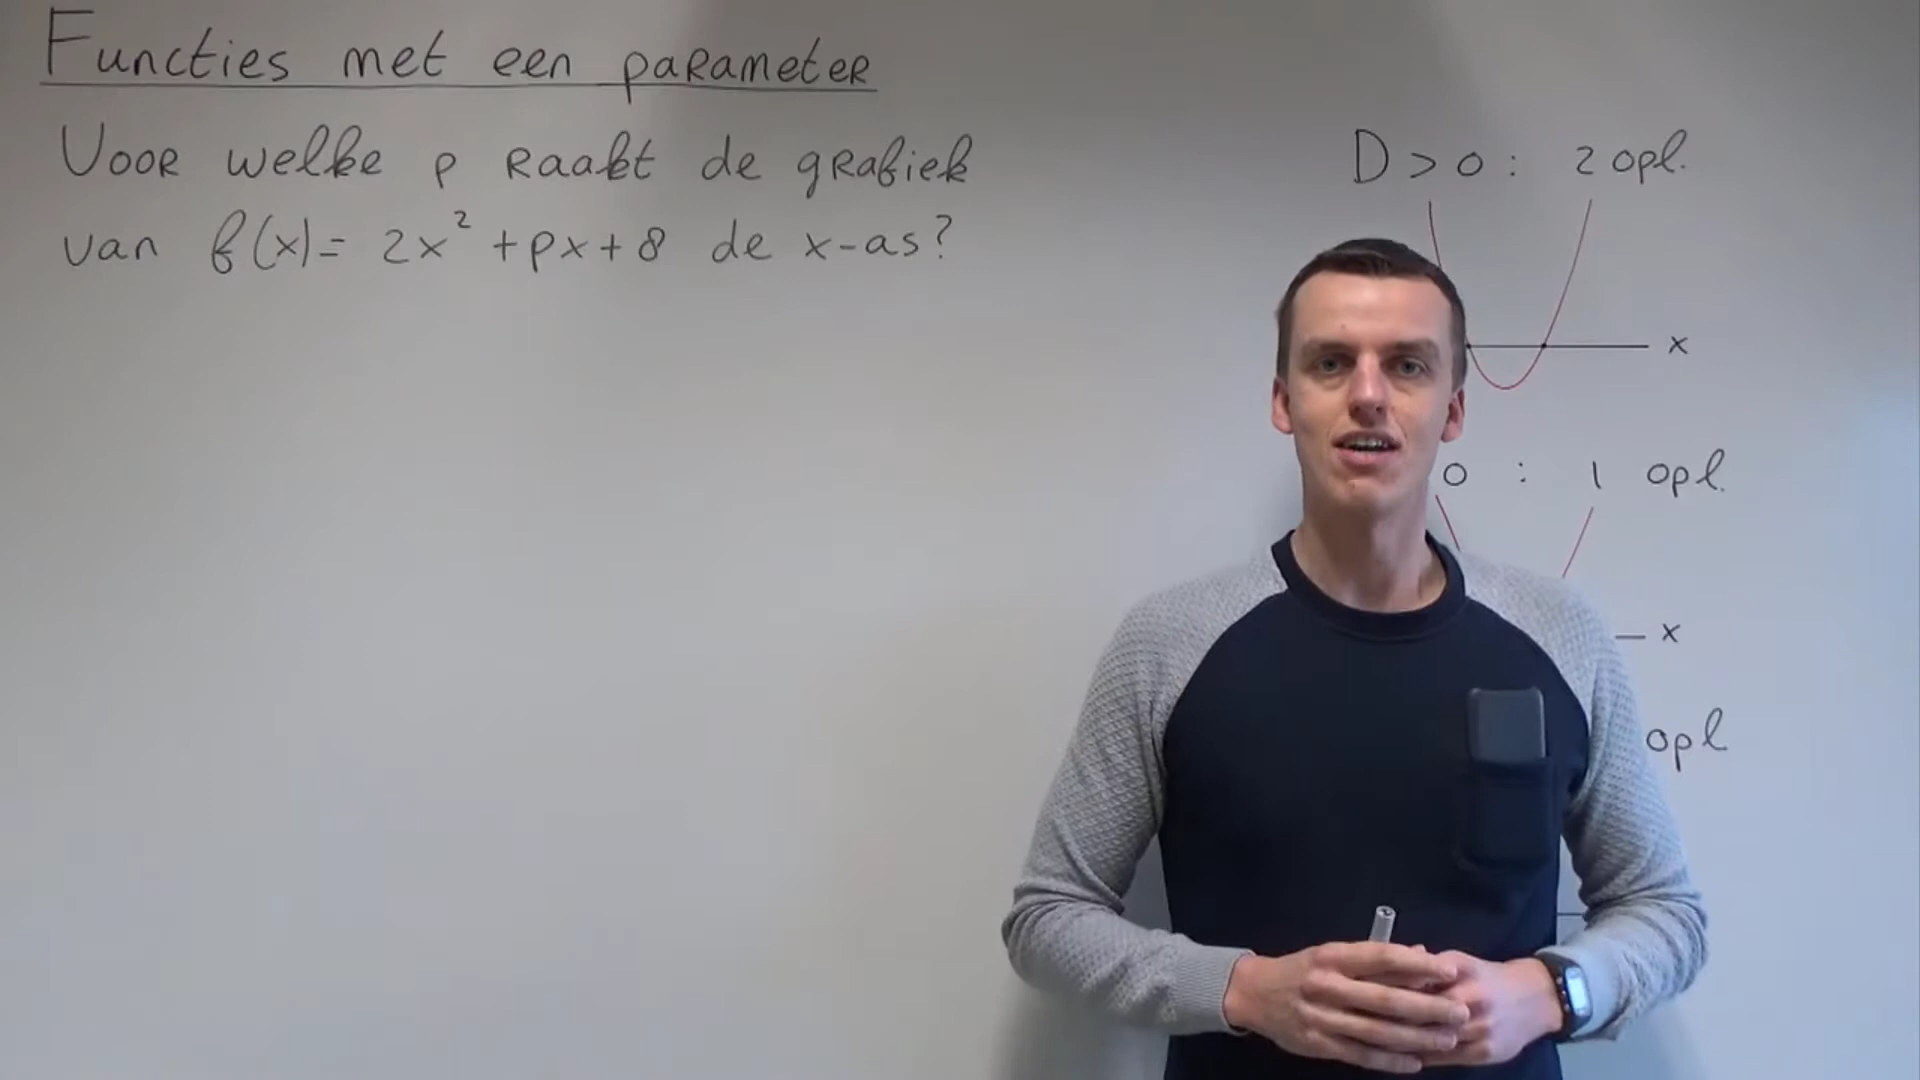 Functies met een parameter
Voor welke p raakt de grafiek
van f(x)= 2x² +px+8 de x-as?
D > 0 : 2 opl.
x
0 : 1 opl.
x
opl